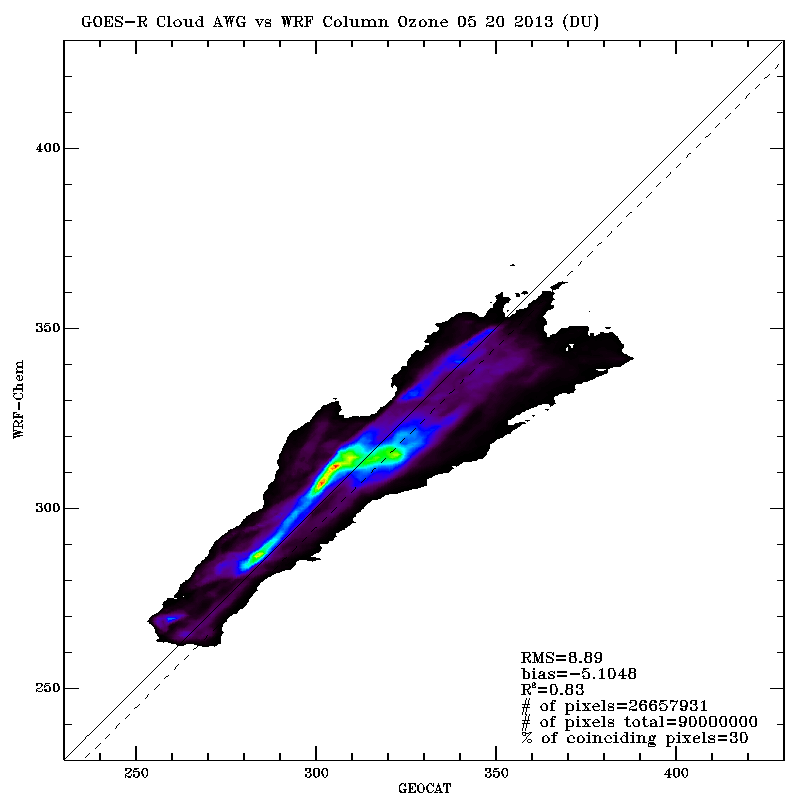 GOES-R Cloud AWG vs WRF Column Ozone 05 20 2013 (DU)
400
350
300
250
WRF-Chem
RMS=8.89
bias=-5.1048
R²=0.83
# of pixels=26657931
# of pixels total=90000000
% of coinciding pixels=30
250 300 350 400
GEOCAT